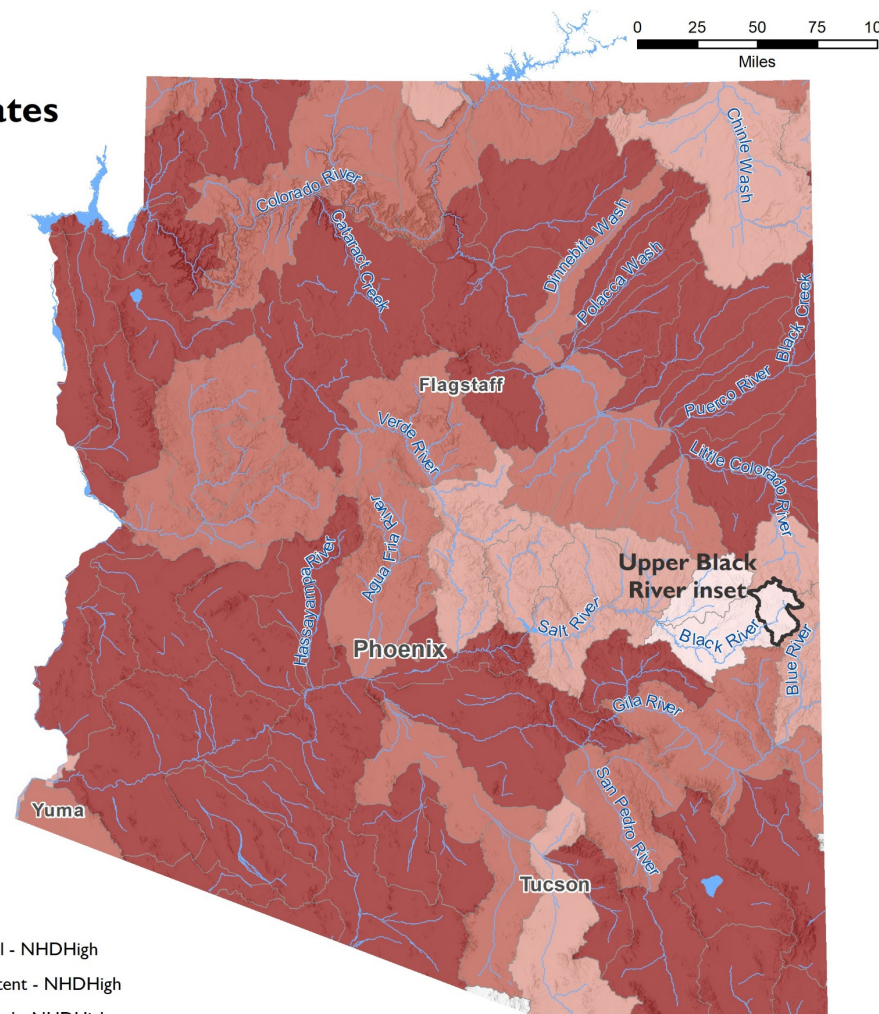 0 25 50 75 10
Miles
ates
Chinle Wash
Colorado River
Cataract Creek
Dinnebito Wash
Polacca Wash
Black Creek
Puerco River
Flagstaff
Verde River
Little Colorado River
Agua Fria River
Hassayampa River
Upper Black
River inset
Salt River
Black River
Blue River
Phoenix
Gila River
San Pedro River
Yuma
Tucson
l - NHDHigh
tent - NHDHigh